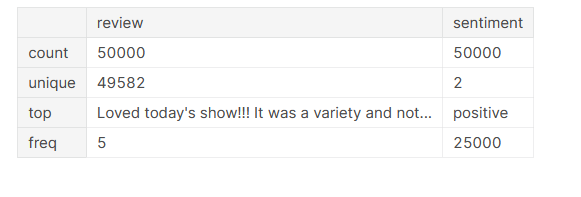 review sentiment
count 50000 50000
unique 49582 2
top Loved today's show!!! It was a variety and not... positive
freq 5 25000